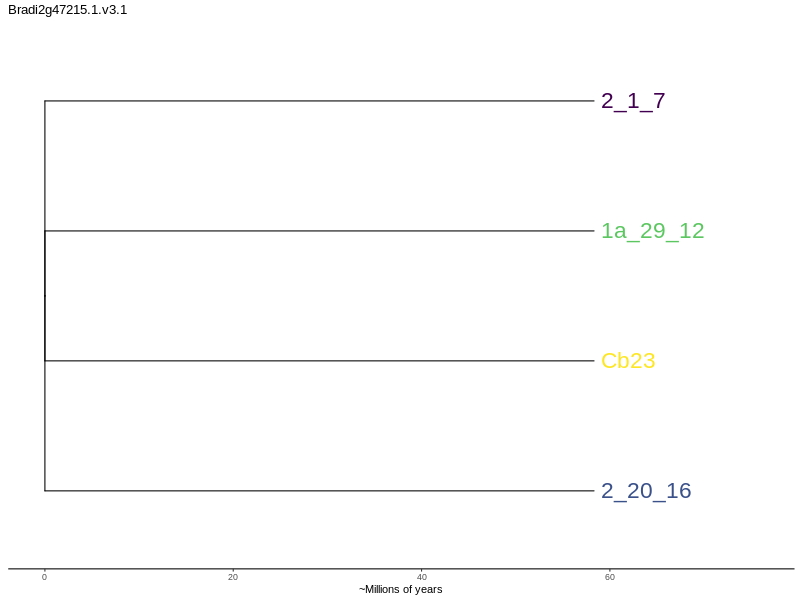 Bradi2g47215.1.v3.1
2_1_7
1a_29_12
Cb23
2_20_16
0 20 40 60
~Millions of years